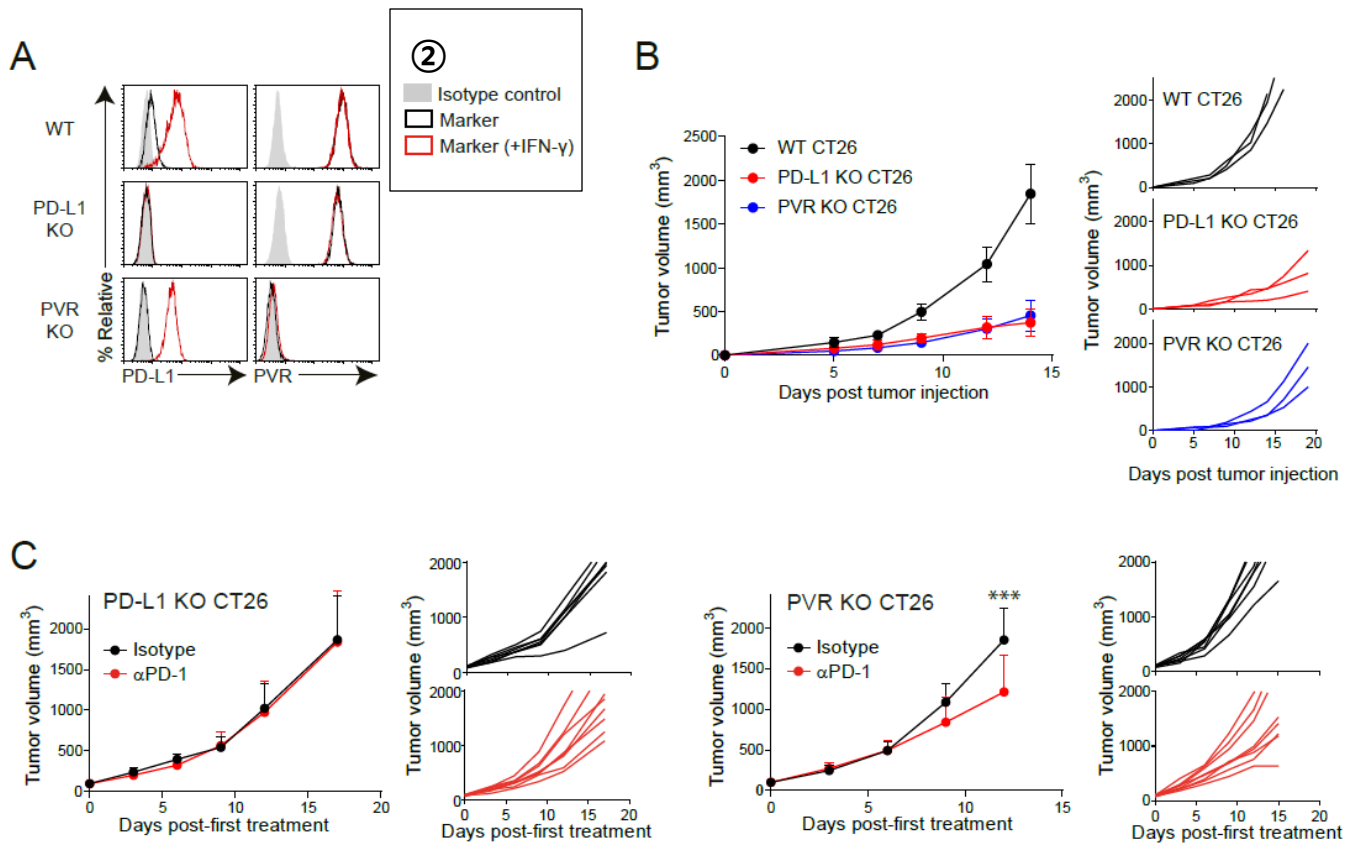 A
②
Isotype control
Marker
Marker (+IFN-γ)
WT
PD-L1
KO
PVR
KO
% Relative
PD-L1
PVR
B
Tumor volume (mm³)
2500
2000
1500
1000
500
0
WT CT26
PD-L1 KO CT26
PVR KO CT26
0
5
10
15
Days post tumor injection
Tumor volume (mm³)
WT CT26
2000
1000
0
PD-L1 KO CT26
2000
1000
0
PVR KO CT26
2000
1000
0
0
5
10
15
20
Days post tumor injection
C
Tumor volume (mm³)
PD-L1 KO CT26
Isotype
αPD-1
2000
1500
1000
500
0
0
5
10
15
20
Days post-first treatment
Tumor volume (mm³)
2000
1000
0
2000
1000
0
0
5
10
15
20
Days post-first treatment
Tumor volume (mm³)
PVR KO CT26
***
Isotype
αPD-1
2000
1500
1000
500
0
0
5
10
15
Days post-first treatment
Tumor volume (mm³)
2000
1000
0
2000
1000
0
0
5
10
15
20
Days post-first treatment